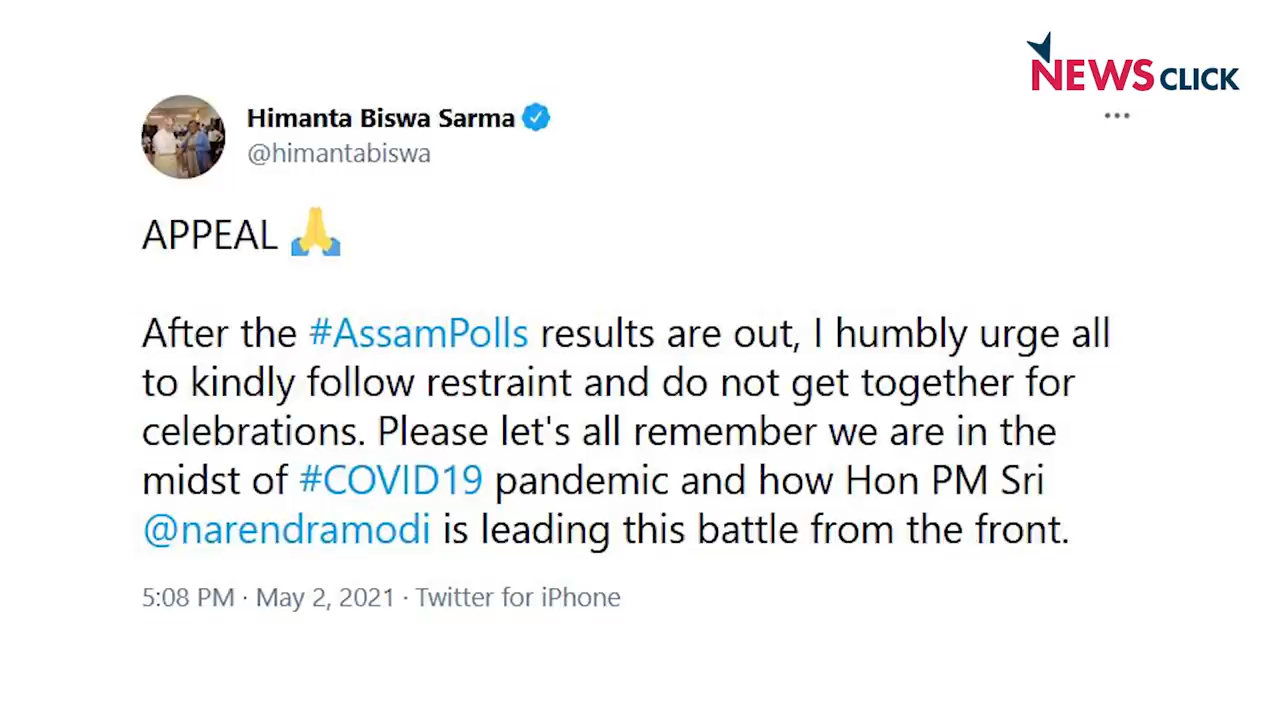 NEWS CLICK
Himanta Biswa Sarma
@himantabiswa
APPEAL 🙏
After the #AssamPolls results are out, I humbly urge all
to kindly follow restraint and do not get together for
celebrations. Please let's all remember we are in the
midst of #COVID19 pandemic and how Hon PM Sri
@narendramodi is leading this battle from the front.
5:08 PM · May 2, 2021 · Twitter for iPhone